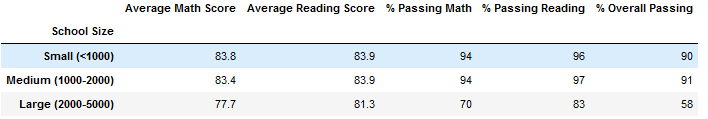 Average Math Score Average Reading Score % Passing Math % Passing Reading % Overall Passing
School Size
Small (<1000) 83.8 83.9 94 96 90
Medium (1000-2000) 83.4 83.9 94 97 91
Large (2000-5000) 77.7 81.3 70 83 58